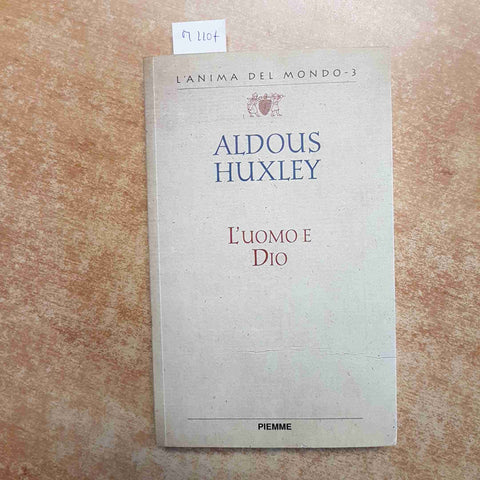 L'ANIMA DEL MONDO-3
ALDOUS
HUXLEY
L'UOMO E
DIO
PIEMME